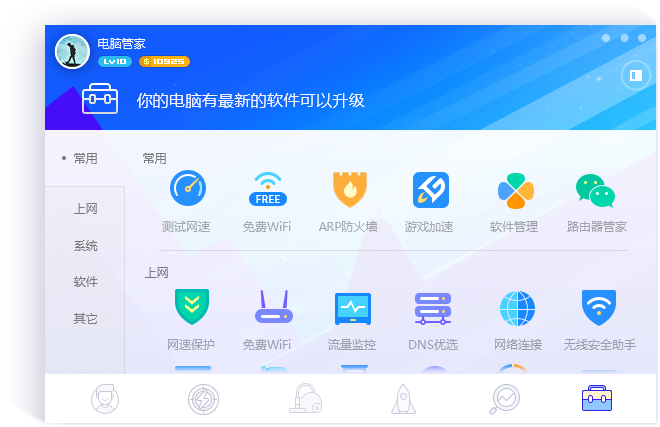 电脑管家
LV10 $ 10925
你的电脑有最新的软件可以升级
常用
上网
系统
软件
其它
常用
测试网速 免费WiFi ARP防火墙 游戏加速 软件管理 路由器管家
FREE
上网
网速保护 免费WiFi 流量监控 DNS优选 网络连接 无线安全助手